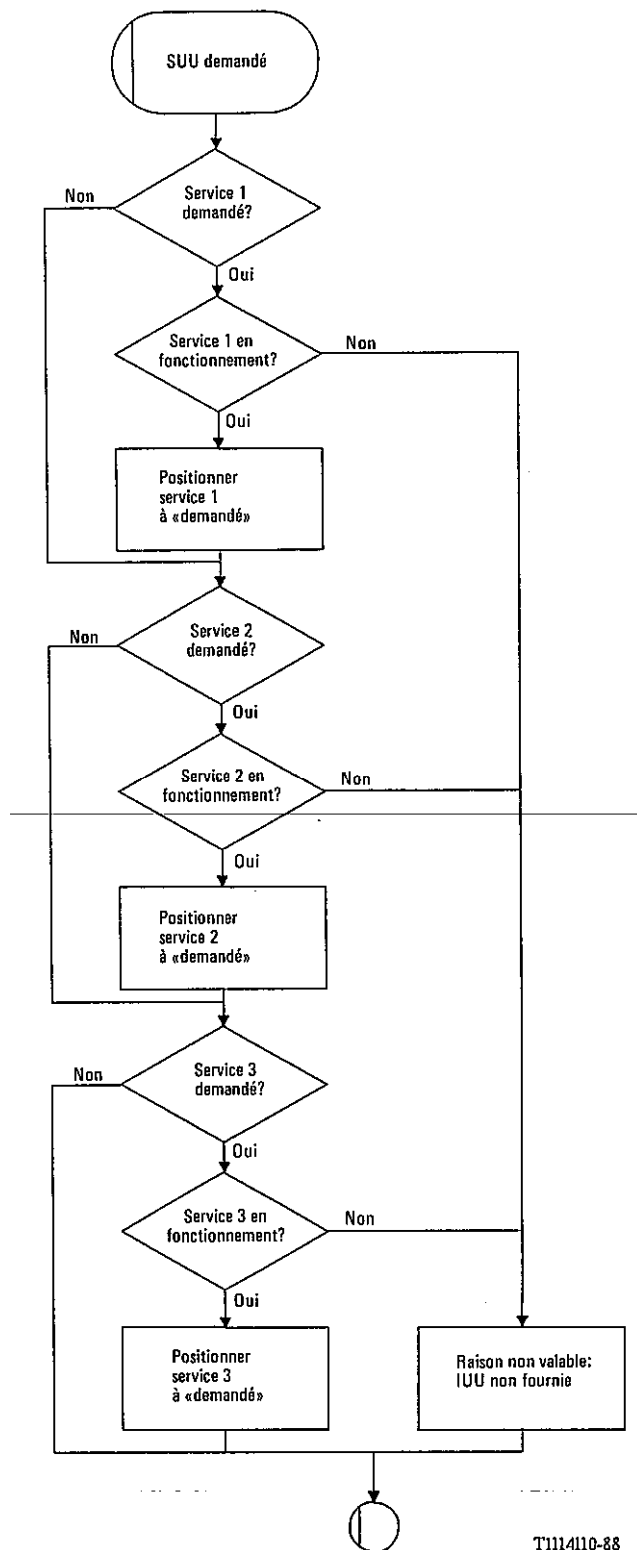 SUU demandé
Non
Service 1
demandé?
Oui
Service 1 en
fonctionnement?
Non
Oui
Positionner
service 1
à «demandé»
Non
Service 2
demandé?
Oui
Service 2 en
fonctionnement?
Non
Oui
Positionner
service 2
à «demandé»
Non
Service 3
demandé?
Oui
Service 3 en
fonctionnement?
Non
Oui
Positionner
service 3
à «demandé»
Raison non valable:
IUU non fournie
T1114110-88